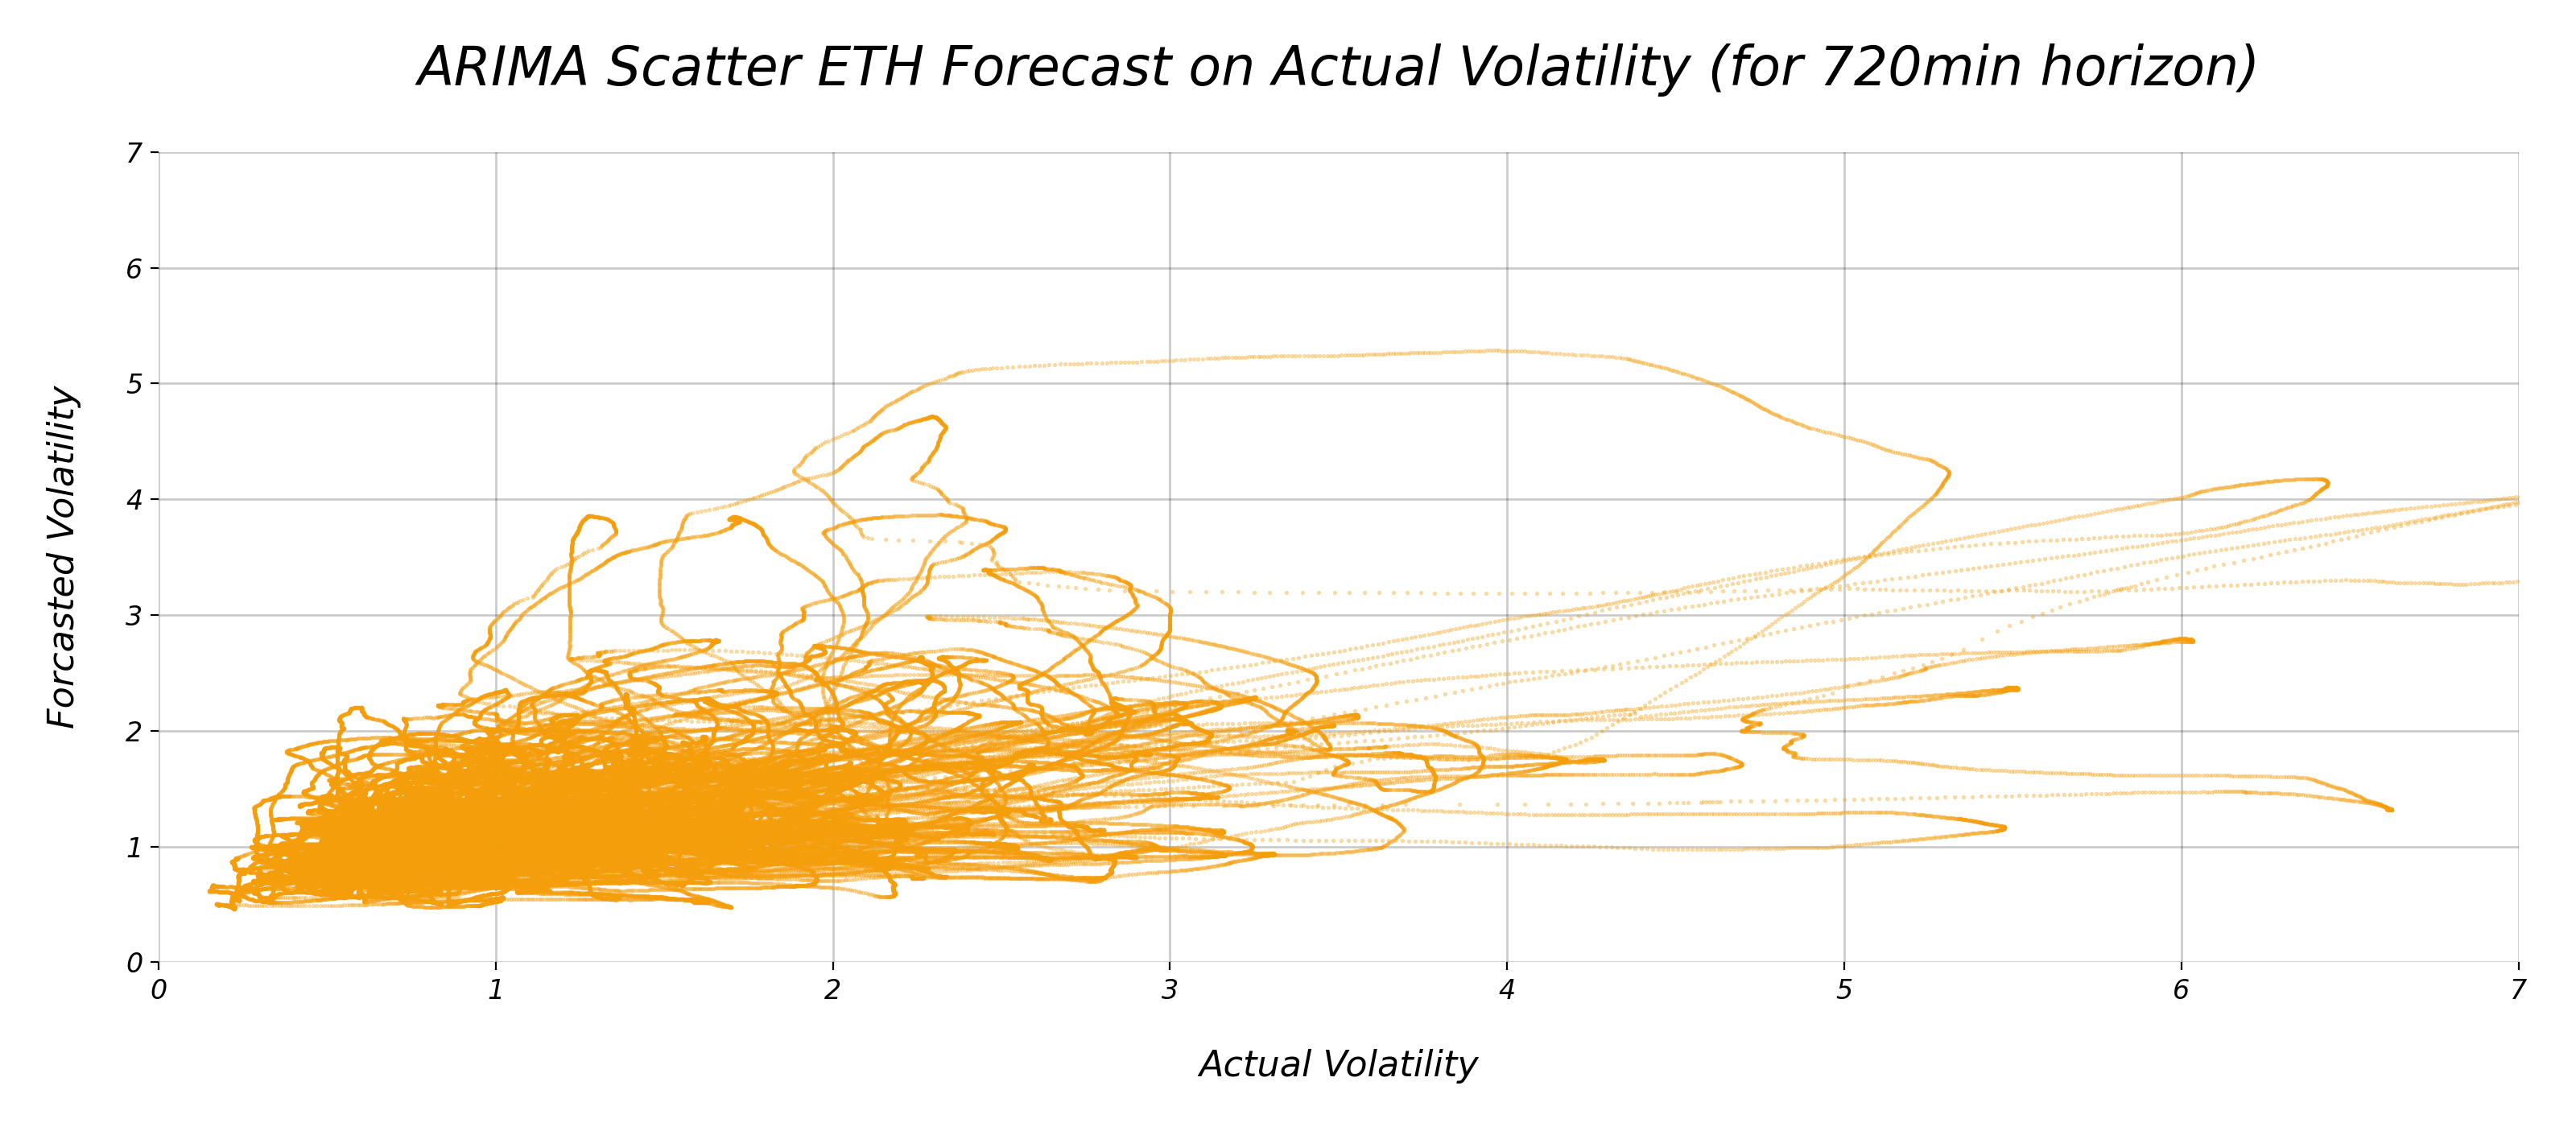 ARIMA Scatter ETH Forecast on Actual Volatility (for 720min horizon)
7
6
5
4
3
2
1
0
Forcasted Volatility
0 1 2 3 4 5 6 7
Actual Volatility